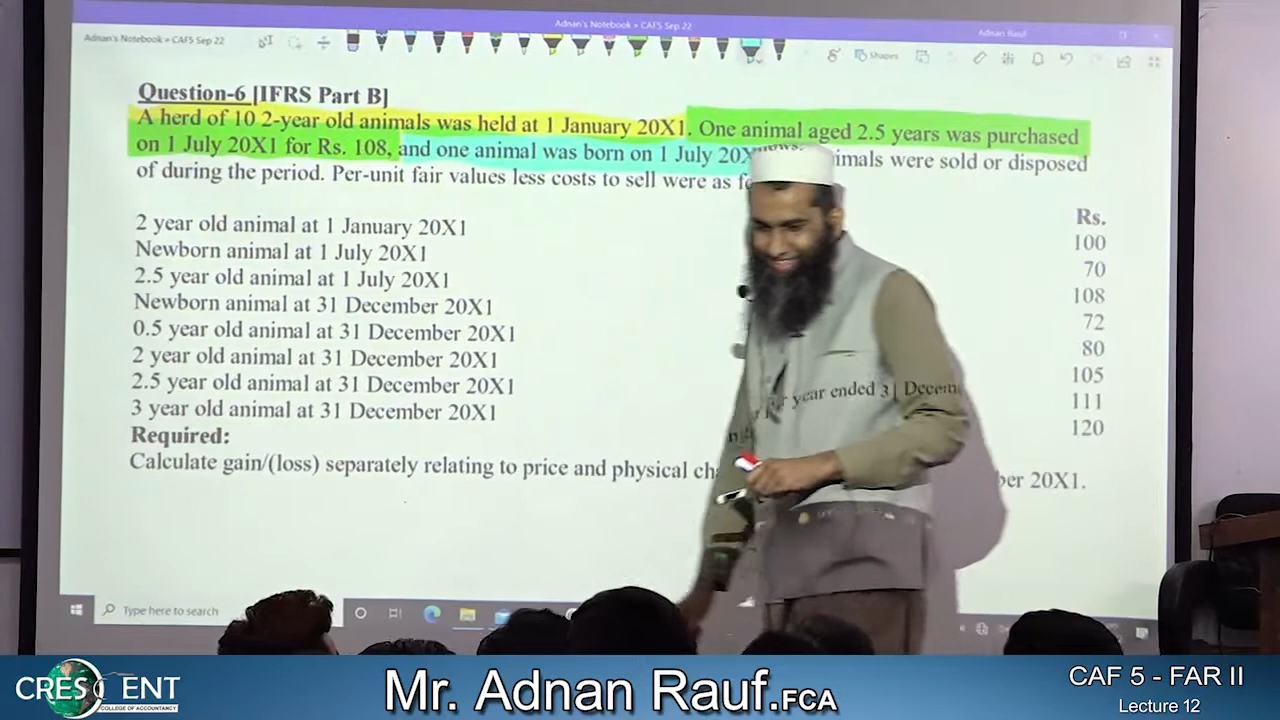 Adnan's Notebook » CAF5 Sep 22
Adnan Rauf
Adnan's Notebook » CAF5 Sep 22
Shapes
Question-6 [IFRS Part B]
A herd of 10 2-year old animals was held at 1 January 20X1. One animal aged 2.5 years was purchased
on 1 July 20X1 for Rs. 108, and one animal was born on 1 July animals were sold or disposed
of during the period. Per-unit fair values less costs to sell were as
Rs.
2 year old animal at 1 January 20X1 100
Newborn animal at 1 July 20X1 70
2.5 year old animal at 1 July 20X1 108
Newborn animal at 31 December 20X1 72
0.5 year old animal at 31 December 20X1 80
2 year old animal at 31 December 20X1 105
2.5 year old animal at 31 December 20X1 111
3 year old animal at 31 December 20X1 120
Required:
Calculate gain/(loss) separately relating to price and physical year ended 31 20X1.
Type here to search
CRESCENT
COLLEGE OF ACCOUNTANCY
Mr. Adnan Rauf.FCA
CAF 5 - FAR II
Lecture 12